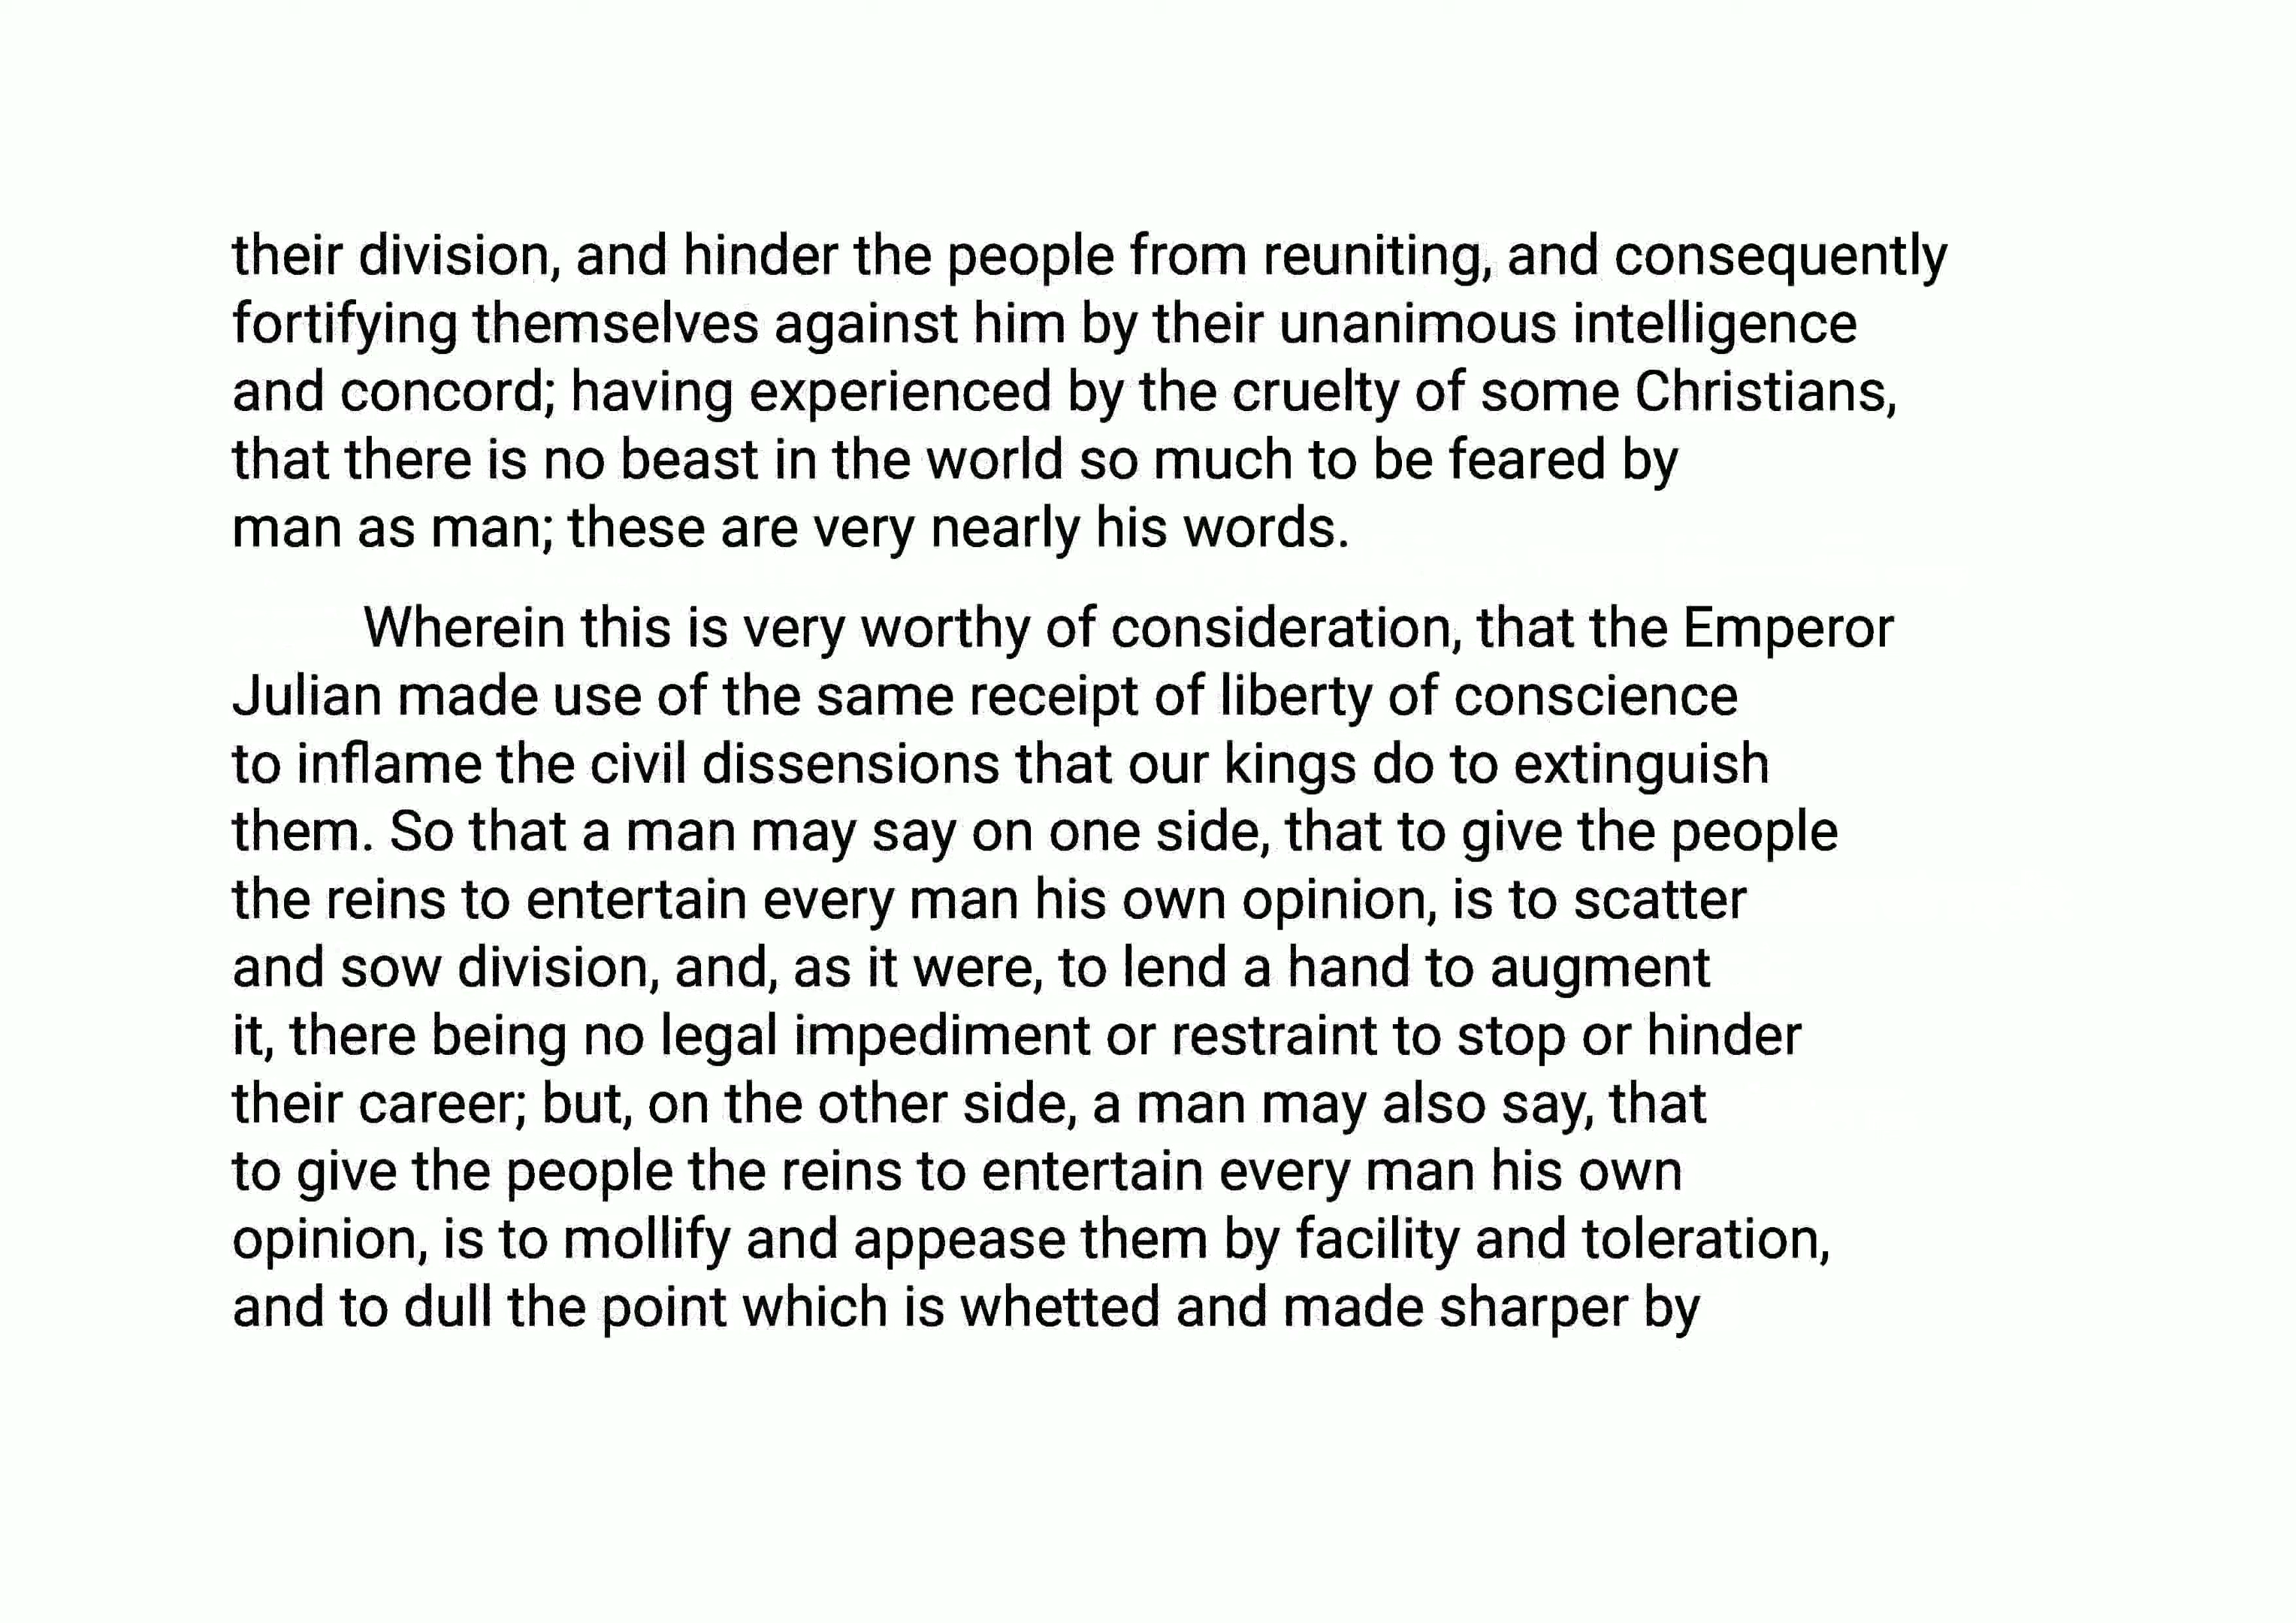 their division, and hinder the people from reuniting, and consequently
fortifying themselves against him by their unanimous intelligence
and concord; having experienced by the cruelty of some Christians,
that there is no beast in the world so much to be feared by
man as man; these are very nearly his words.
Wherein this is very worthy of consideration, that the Emperor
Julian made use of the same receipt of liberty of conscience
to inflame the civil dissensions that our kings do to extinguish
them. So that a man may say on one side, that to give the people
the reins to entertain every man his own opinion, is to scatter
and sow division, and, as it were, to lend a hand to augment
it, there being no legal impediment or restraint to stop or hinder
their career; but, on the other side, a man may also say, that
to give the people the reins to entertain every man his own
opinion, is to mollify and appease them by facility and toleration,
and to dull the point which is whetted and made sharper by